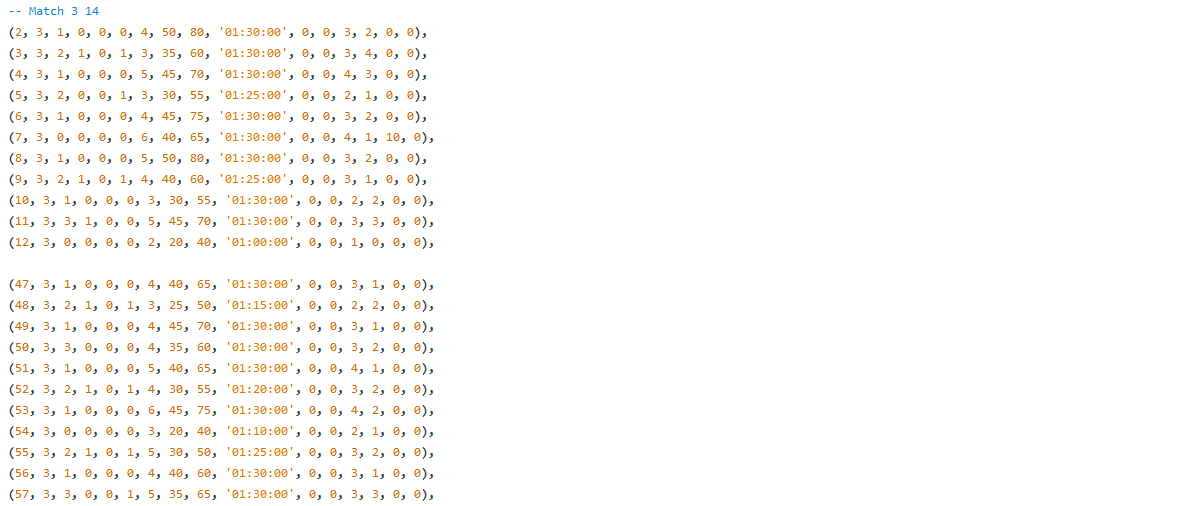 -- Match 3 14
(2, 3, 1, 0, 0, 0, 4, 50, 80, '01:30:00', 0, 0, 3, 2, 0, 0),
(3, 3, 2, 1, 0, 1, 3, 35, 60, '01:30:00', 0, 0, 3, 4, 0, 0),
(4, 3, 1, 0, 0, 0, 5, 45, 70, '01:30:00', 0, 0, 4, 3, 0, 0),
(5, 3, 2, 0, 0, 1, 3, 30, 55, '01:25:00', 0, 0, 2, 1, 0, 0),
(6, 3, 1, 0, 0, 0, 4, 45, 75, '01:30:00', 0, 0, 3, 2, 0, 0),
(7, 3, 0, 0, 0, 0, 6, 40, 65, '01:30:00', 0, 0, 4, 1, 10, 0),
(8, 3, 1, 0, 0, 0, 5, 50, 80, '01:30:00', 0, 0, 3, 2, 0, 0),
(9, 3, 2, 1, 0, 1, 4, 40, 60, '01:25:00', 0, 0, 3, 1, 0, 0),
(10, 3, 1, 0, 0, 0, 3, 30, 55, '01:30:00', 0, 0, 2, 2, 0, 0),
(11, 3, 3, 1, 0, 0, 5, 45, 70, '01:30:00', 0, 0, 3, 3, 0, 0),
(12, 3, 0, 0, 0, 0, 2, 20, 40, '01:00:00', 0, 0, 1, 0, 0, 0),
(47, 3, 1, 0, 0, 0, 4, 40, 65, '01:30:00', 0, 0, 3, 1, 0, 0),
(48, 3, 2, 1, 0, 1, 3, 25, 50, '01:15:00', 0, 0, 2, 2, 0, 0),
(49, 3, 1, 0, 0, 0, 4, 45, 70, '01:30:00', 0, 0, 3, 1, 0, 0),
(50, 3, 3, 0, 0, 0, 4, 35, 60, '01:30:00', 0, 0, 3, 2, 0, 0),
(51, 3, 1, 0, 0, 0, 5, 40, 65, '01:30:00', 0, 0, 4, 1, 0, 0),
(52, 3, 2, 1, 0, 1, 4, 30, 55, '01:20:00', 0, 0, 3, 2, 0, 0),
(53, 3, 1, 0, 0, 0, 6, 45, 75, '01:30:00', 0, 0, 4, 2, 0, 0),
(54, 3, 0, 0, 0, 0, 3, 20, 40, '01:10:00', 0, 0, 2, 1, 0, 0),
(55, 3, 2, 1, 0, 1, 5, 30, 50, '01:25:00', 0, 0, 3, 2, 0, 0),
(56, 3, 1, 0, 0, 0, 4, 40, 60, '01:30:00', 0, 0, 3, 1, 0, 0),
(57, 3, 3, 0, 0, 1, 5, 35, 65, '01:30:00', 0, 0, 3, 3, 0, 0),